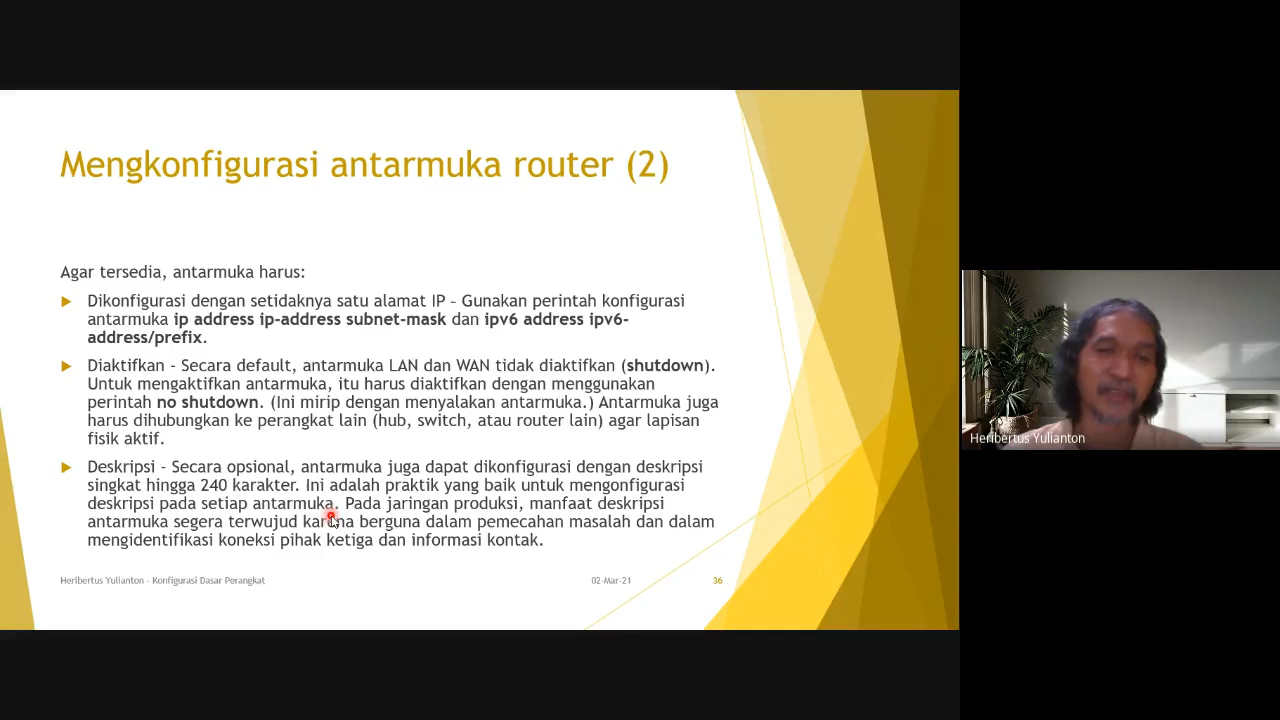 Mengkonfigurasi antarmuka router (2)
Agar tersedia, antarmuka harus:
Dikonfigurasi dengan setidaknya satu alamat IP – Gunakan perintah konfigurasi
antarmuka ip address ip-address subnet-mask dan ipv6 address ipv6-
address/prefix.
Diaktifkan - Secara default, antarmuka LAN dan WAN tidak diaktifkan (shutdown).
Untuk mengaktifkan antarmuka, itu harus diaktifkan dengan menggunakan
perintah no shutdown. (Ini mirip dengan menyalakan antarmuka.) Antarmuka juga
harus dihubungkan ke perangkat lain (hub, switch, atau router lain) agar lapisan
fisik aktif.
Deskripsi - Secara opsional, antarmuka juga dapat dikonfigurasi dengan deskripsi
singkat hingga 240 karakter. Ini adalah praktik yang baik untuk mengonfigurasi
deskripsi pada setiap antarmuka. Pada jaringan produksi, manfaat deskripsi
antarmuka segera terwujud karena berguna dalam pemecahan masalah dan dalam
mengidentifikasi koneksi pihak ketiga dan informasi kontak.
Heribertus Yulianton - Konfigurasi Dasar Perangkat
02-Mar-21
36
Heribertus Yulianton